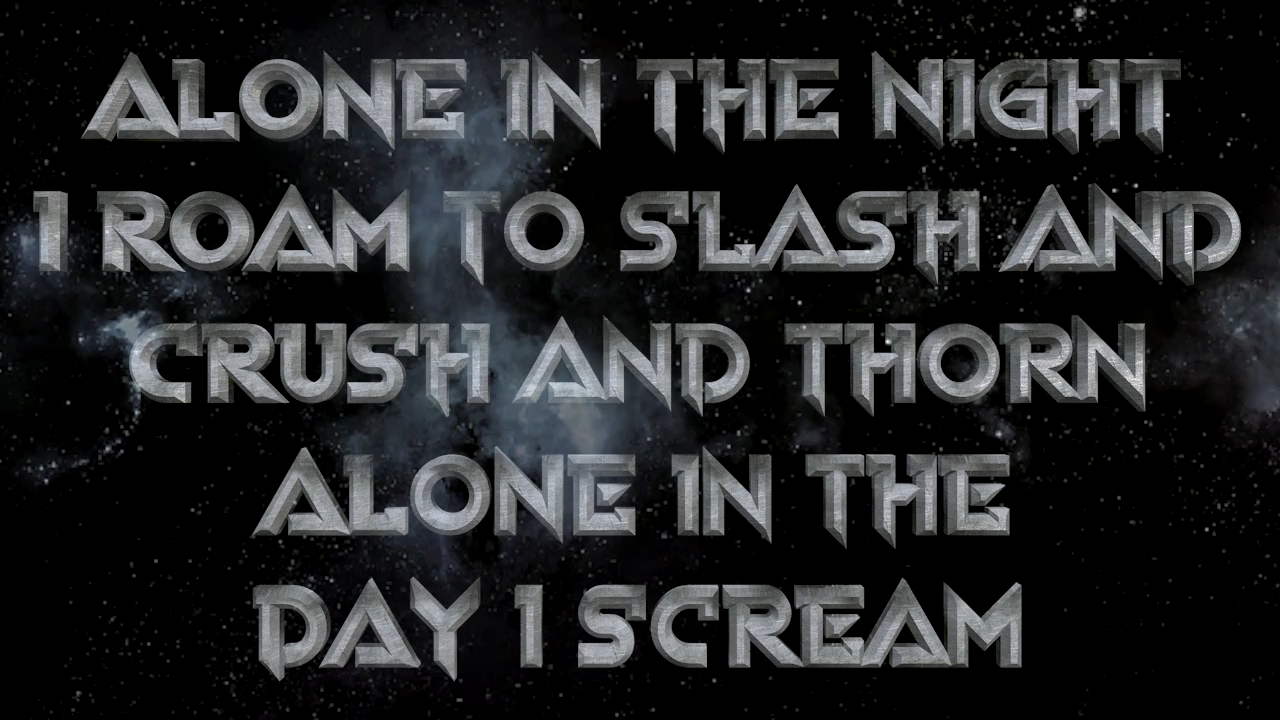 ALONE IN THE NIGHT
I ROAM TO SLASH AND
CRUSH AND THORN
ALONE IN THE
DAY I SCREAM